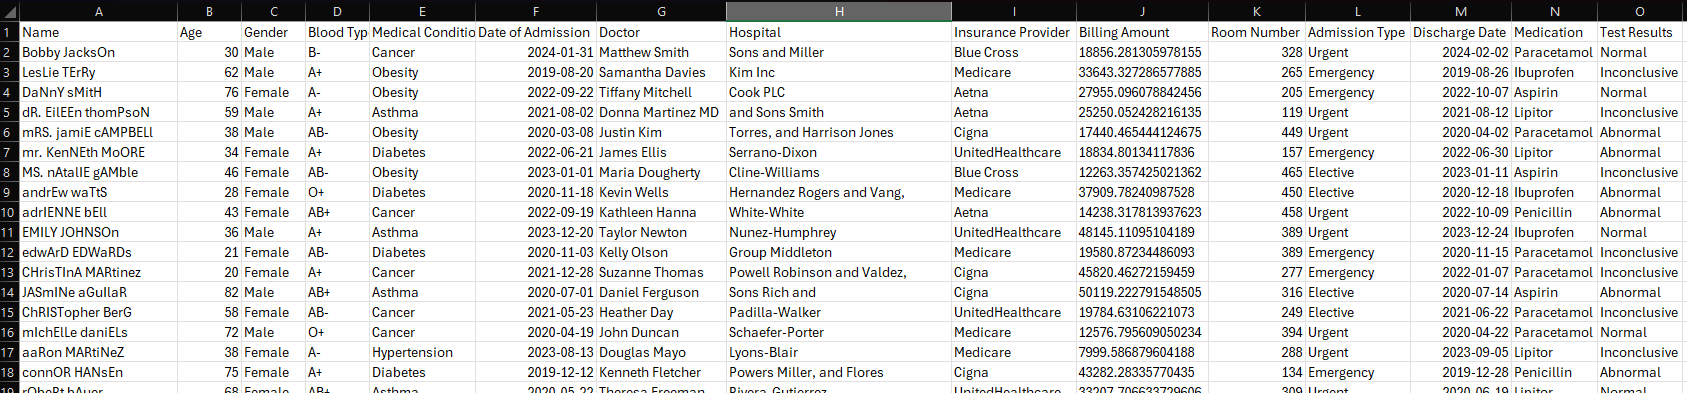 A B C D E F G H I J K L M N O
1 Name Age Gender Blood Typ Medical Conditio Date of Admission Doctor Hospital Insurance Provider Billing Amount Room Number Admission Type Discharge Date Medication Test Results
2 Bobby JacksOn 30 Male B- Cancer 2024-01-31 Matthew Smith Sons and Miller Blue Cross 18856.281305978155 328 Urgent 2024-02-02 Paracetamol Normal
3 LesLie TErRy 62 Male A+ Obesity 2019-08-20 Samantha Davies Kim Inc Medicare 33643.327286577885 265 Emergency 2019-08-26 Ibuprofen Inconclusive
4 DaNnY sMitH 76 Female A- Obesity 2022-09-22 Tiffany Mitchell Cook PLC Aetna 27955.096078842456 205 Emergency 2022-10-07 Aspirin Normal
5 dR. EilEEn thomPsoN 59 Male A+ Asthma 2021-08-02 Donna Martinez MD and Sons Smith Aetna 25250.052428216135 119 Urgent 2021-08-12 Lipitor Inconclusive
6 mRS. jamiE cAMPBELl 38 Male AB- Obesity 2020-03-08 Justin Kim Torres, and Harrison Jones Cigna 17440.465444124675 449 Urgent 2020-04-02 Paracetamol Abnormal
7 mr. KenNEth MoORE 34 Female A+ Diabetes 2022-06-21 James Ellis Serrano-Dixon UnitedHealthcare 18834.80134117836 157 Emergency 2022-06-30 Lipitor Abnormal
8 MS. nAtalIE gAMble 46 Female AB- Obesity 2023-01-01 Maria Dougherty Cline-Williams Blue Cross 12263.357425021362 465 Elective 2023-01-11 Aspirin Inconclusive
9 andrEw waTtS 28 Female O+ Diabetes 2020-11-18 Kevin Wells Hernandez Rogers and Vang, Medicare 37909.78240987528 450 Elective 2020-12-18 Ibuprofen Abnormal
10 adrIENNE bEll 43 Female AB+ Cancer 2022-09-19 Kathleen Hanna White-White Aetna 14238.317813937623 458 Urgent 2022-10-09 Penicillin Abnormal
11 EMILY JOHNSOn 36 Male A+ Asthma 2023-12-20 Taylor Newton Nunez-Humphrey UnitedHealthcare 48145.11095104189 389 Urgent 2023-12-24 Ibuprofen Normal
12 edwArD EDWaRDs 21 Female AB- Diabetes 2020-11-03 Kelly Olson Group Middleton Medicare 19580.87234486093 389 Emergency 2020-11-15 Paracetamol Inconclusive
13 CHrisTInA MARtinez 20 Female A+ Cancer 2021-12-28 Suzanne Thomas Powell Robinson and Valdez, Cigna 45820.46272159459 277 Emergency 2022-01-07 Paracetamol Inconclusive
14 JASmINe aGuIlaR 82 Male AB+ Asthma 2020-07-01 Daniel Ferguson Sons Rich and Cigna 50119.222791548505 316 Elective 2020-07-14 Aspirin Abnormal
15 ChRISTopher BerG 58 Female AB- Cancer 2021-05-23 Heather Day Padilla-Walker UnitedHealthcare 19784.63106221073 249 Elective 2021-06-22 Paracetamol Inconclusive
16 mIchElLe daniELs 72 Male O+ Cancer 2020-04-19 John Duncan Schaefer-Porter Medicare 12576.795609050234 394 Urgent 2020-04-22 Paracetamol Normal
17 aaRon MARtiNeZ 38 Female A- Hypertension 2023-08-13 Douglas Mayo Lyons-Blair Medicare 7999.586879604188 288 Urgent 2023-09-05 Lipitor Inconclusive
18 connOR HANsEn 75 Female A+ Diabetes 2019-12-12 Kenneth Fletcher Powers Miller, and Flores Cigna 43282.28335770435 134 Emergency 2019-12-28 Penicillin Abnormal
19 rObeRt bAuer 68 Female AB+ Asthma 2020-05-22 Theresa Freeman Rivera-Gutierrez UnitedHealthcare 33207.706633729606 309 Urgent 2020-06-19 Lipitor Normal